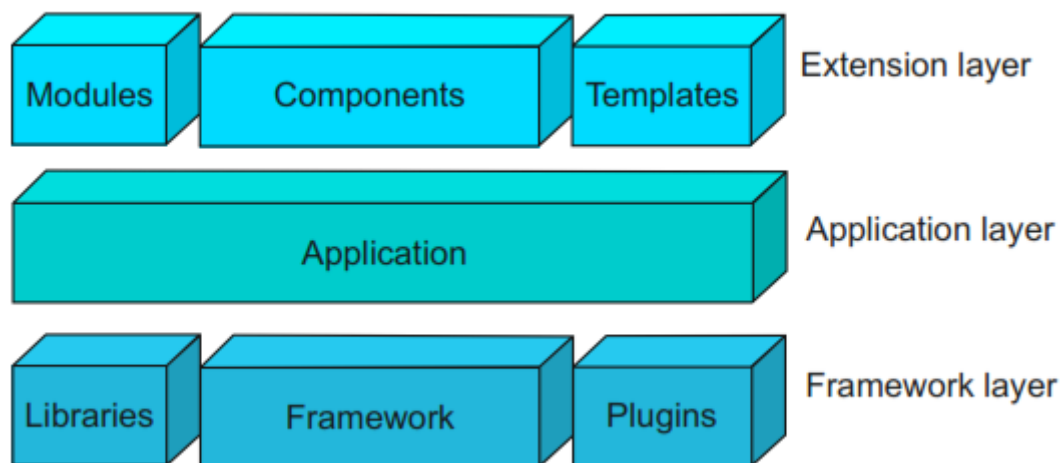 Modules
Components
Templates
Extension layer
Application
Application layer
Libraries
Framework
Plugins
Framework layer